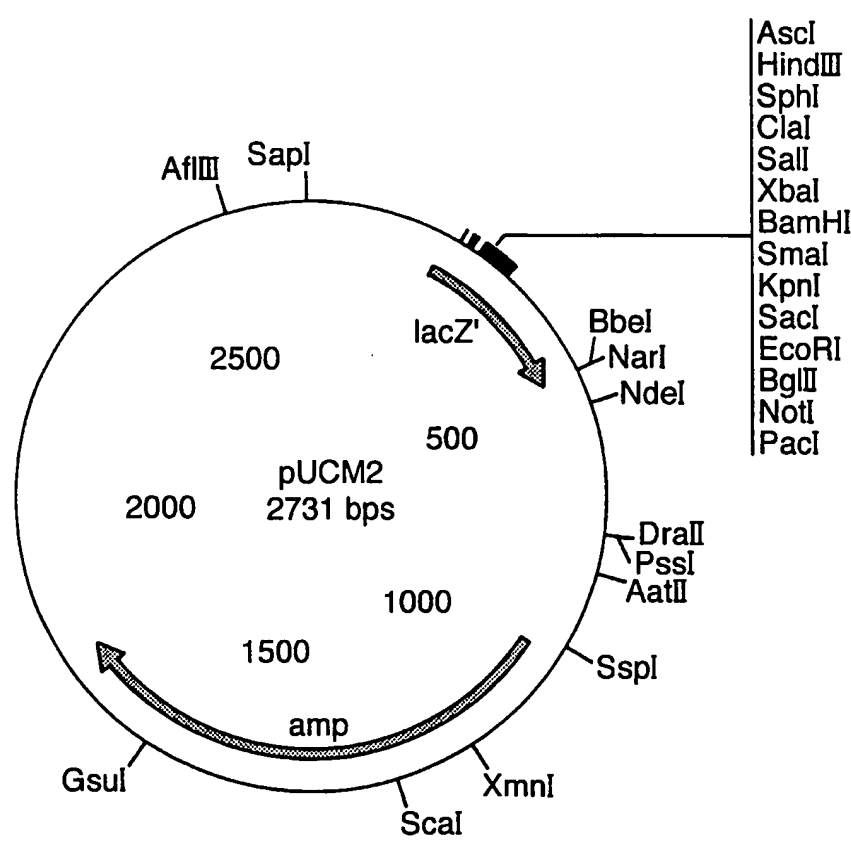 AscI
HindIII
SphI
ClaI
SalI
XbaI
BamHI
SmaI
KpnI
SacI
EcoRI
BglII
NotI
PacI
AflIII
SapI
lacZ'
BbeI
NarI
NdeI
2500
500
pUCM2
2731 bps
2000
DraII
PssI
AatII
1000
1500
SspI
amp
GsuI
XmnI
ScaI